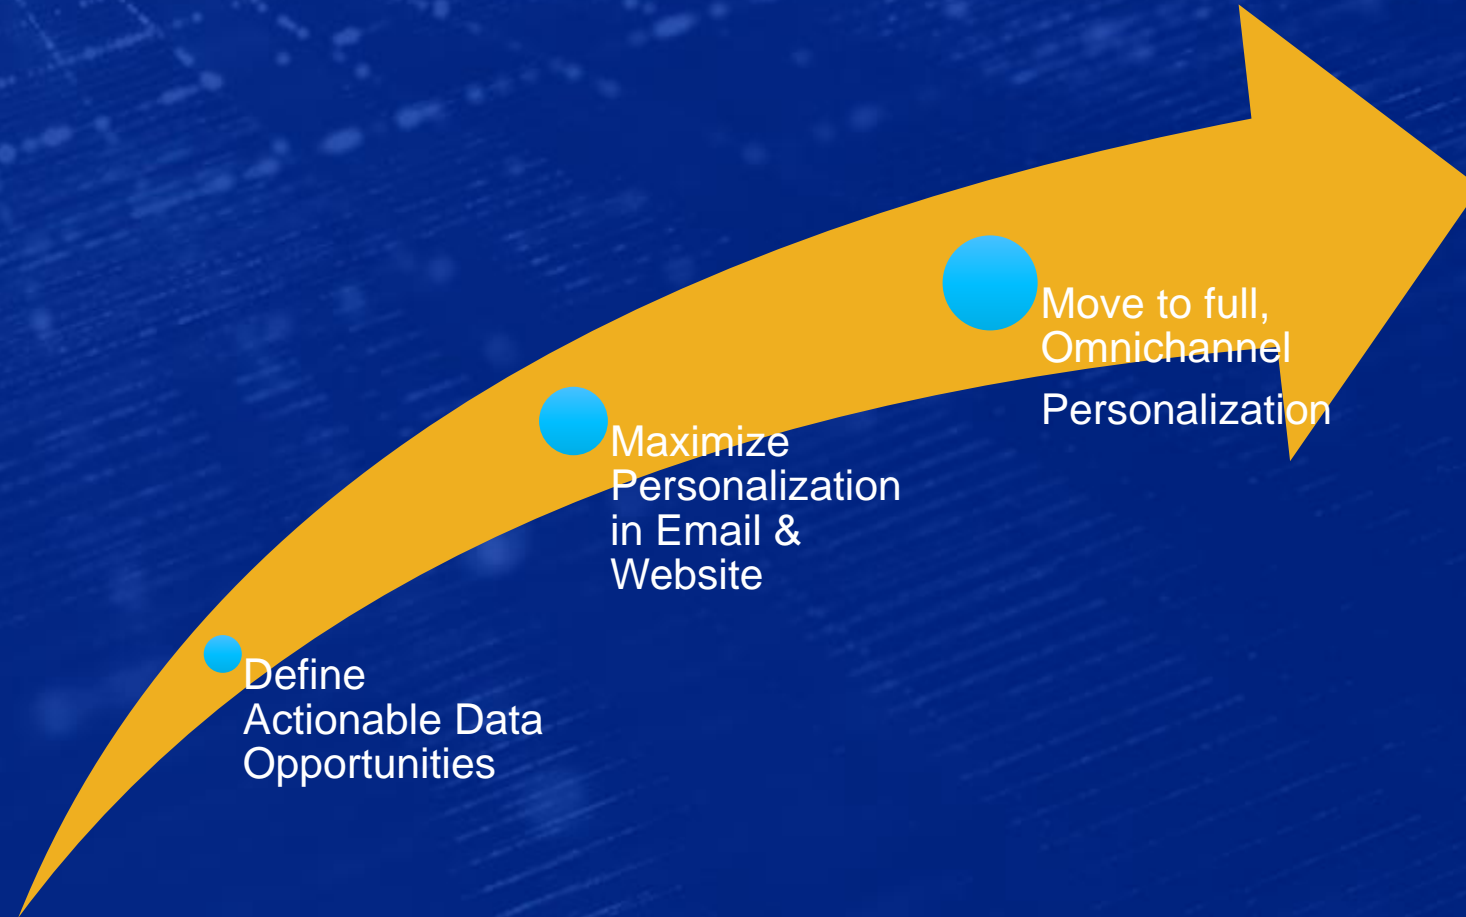 Define
Actionable Data
Opportunities
Maximize
Personalization
in Email &
Website
Move to full,
Omnichannel
Personalization